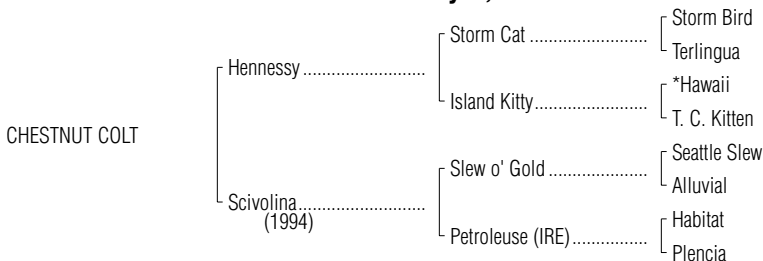 Storm Bird
Storm Cat ..........................
Terlingua
Hennessy ...........................
*Hawaii
Island Kitty.........................
T. C. Kitten
CHESTNUT COLT
Seattle Slew
Slew o' Gold ......................
Alluvial
Scivolina............................
(1994)
Habitat
Petroleuse (IRE)................
Plencia